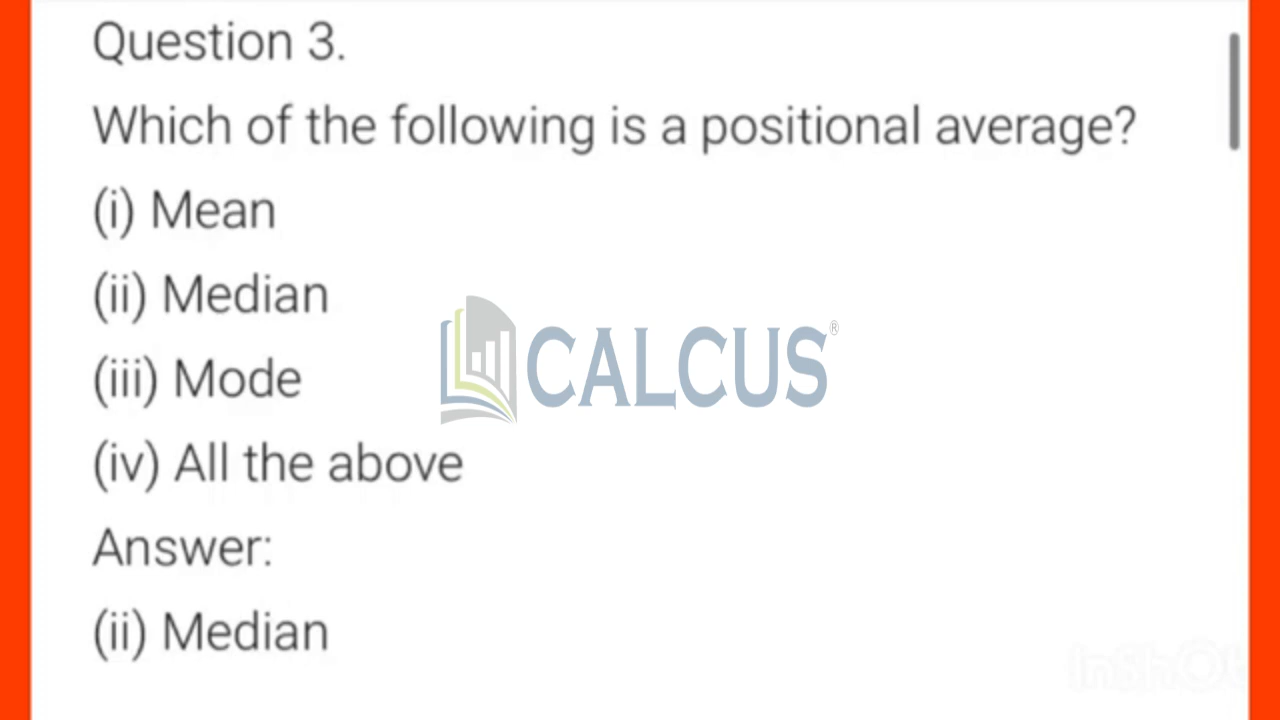 Question 3.
Which of the following is a positional average?
(i) Mean
(ii) Median
(iii) Mode
CALCUS®
(iv) All the above
Answer:
(ii) Median